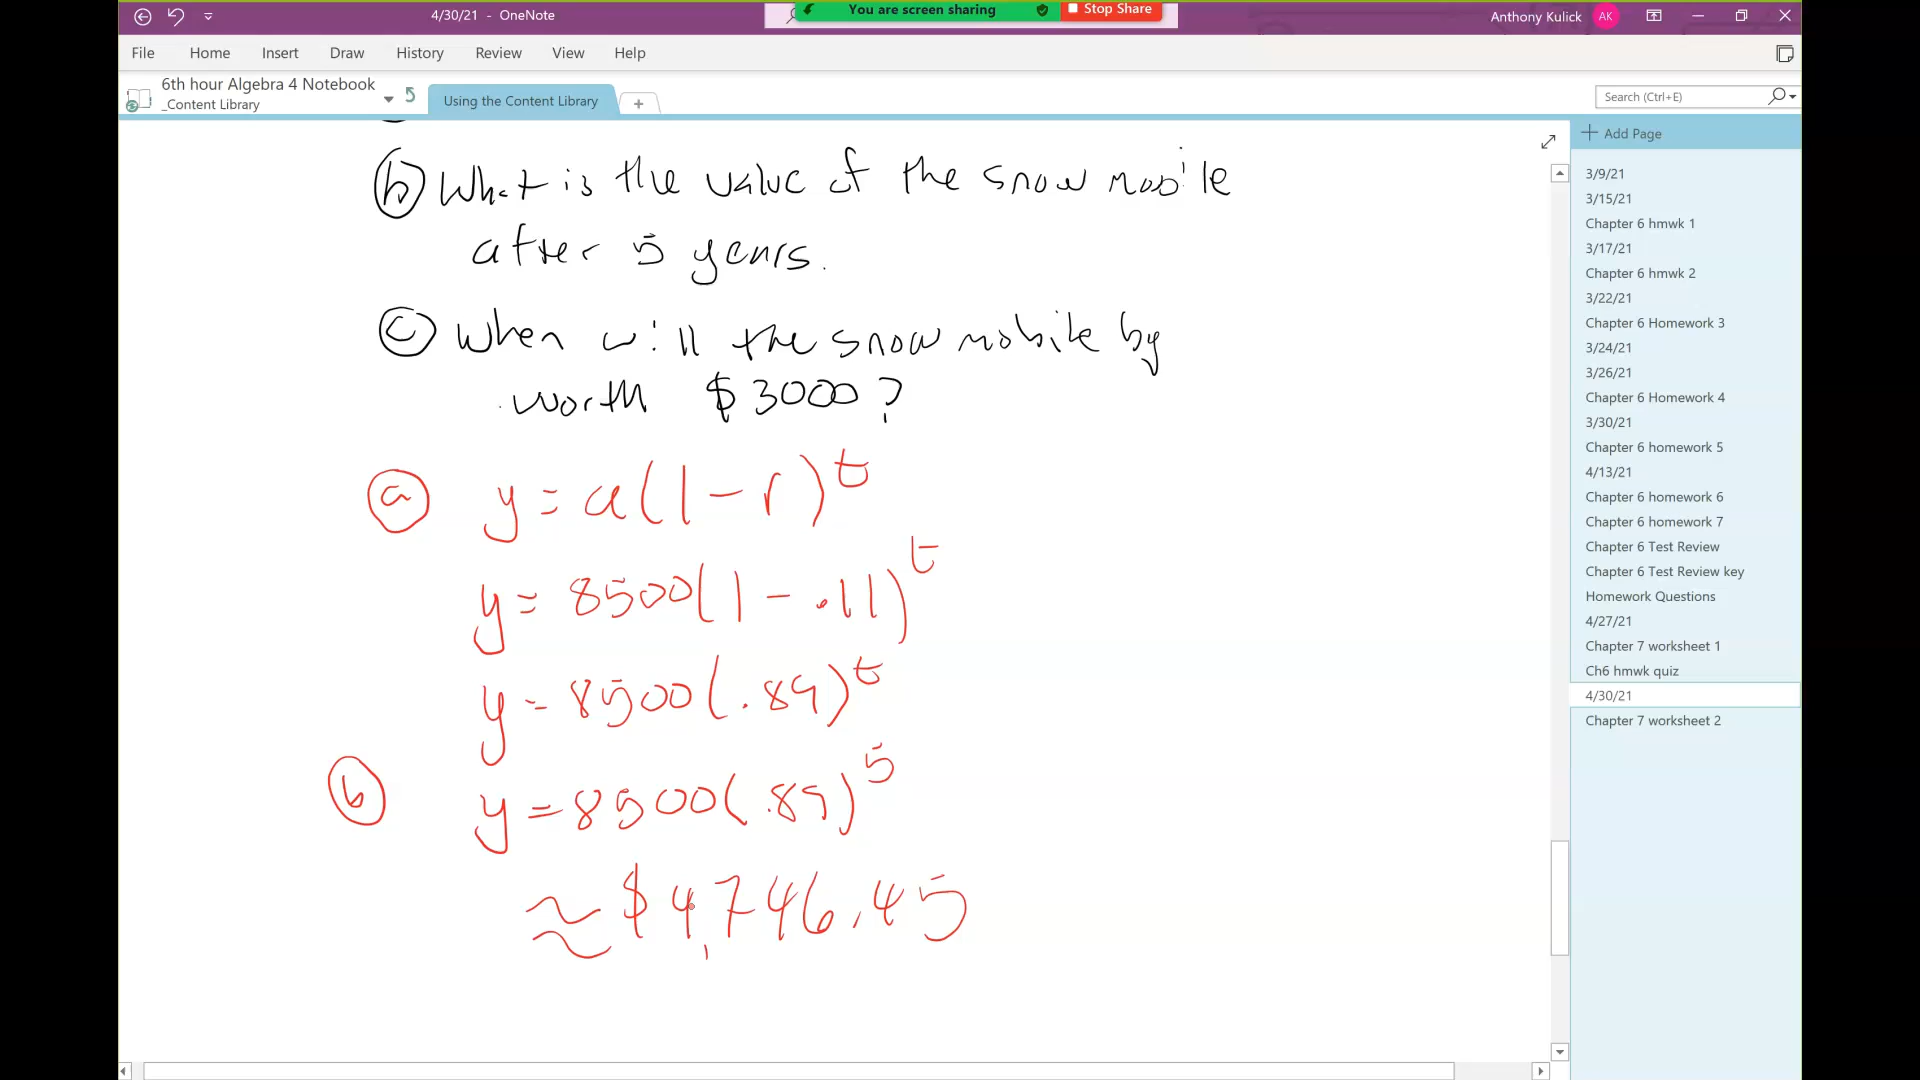 4/30/21 - OneNote
You are screen sharing
Stop Share
Anthony Kulick
AK
File Home Insert Draw History Review View Help
6th hour Algebra 4 Notebook
_Content Library
Using the Content Library
Search (Ctrl+E)
Add Page
3/9/21
3/15/21
Chapter 6 hmwk 1
3/17/21
Chapter 6 hmwk 2
3/22/21
Chapter 6 Homework 3
3/24/21
3/26/21
Chapter 6 Homework 4
3/30/21
Chapter 6 homework 5
4/13/21
Chapter 6 homework 6
Chapter 6 homework 7
Chapter 6 Test Review
Chapter 6 Test Review key
Homework Questions
4/27/21
Chapter 7 worksheet 1
Ch6 hmwk quiz
4/30/21
Chapter 7 worksheet 2
(b) What is the value of the snow mobile
after 5 years.
(c) When will the snow mobile by
worth $3000?
(a) y = a(1 - r)^t
y = 8500(1 - .11)^t
y = 8500(.89)^t
(b) y = 8500(.89)^5
≈ $4,746.45